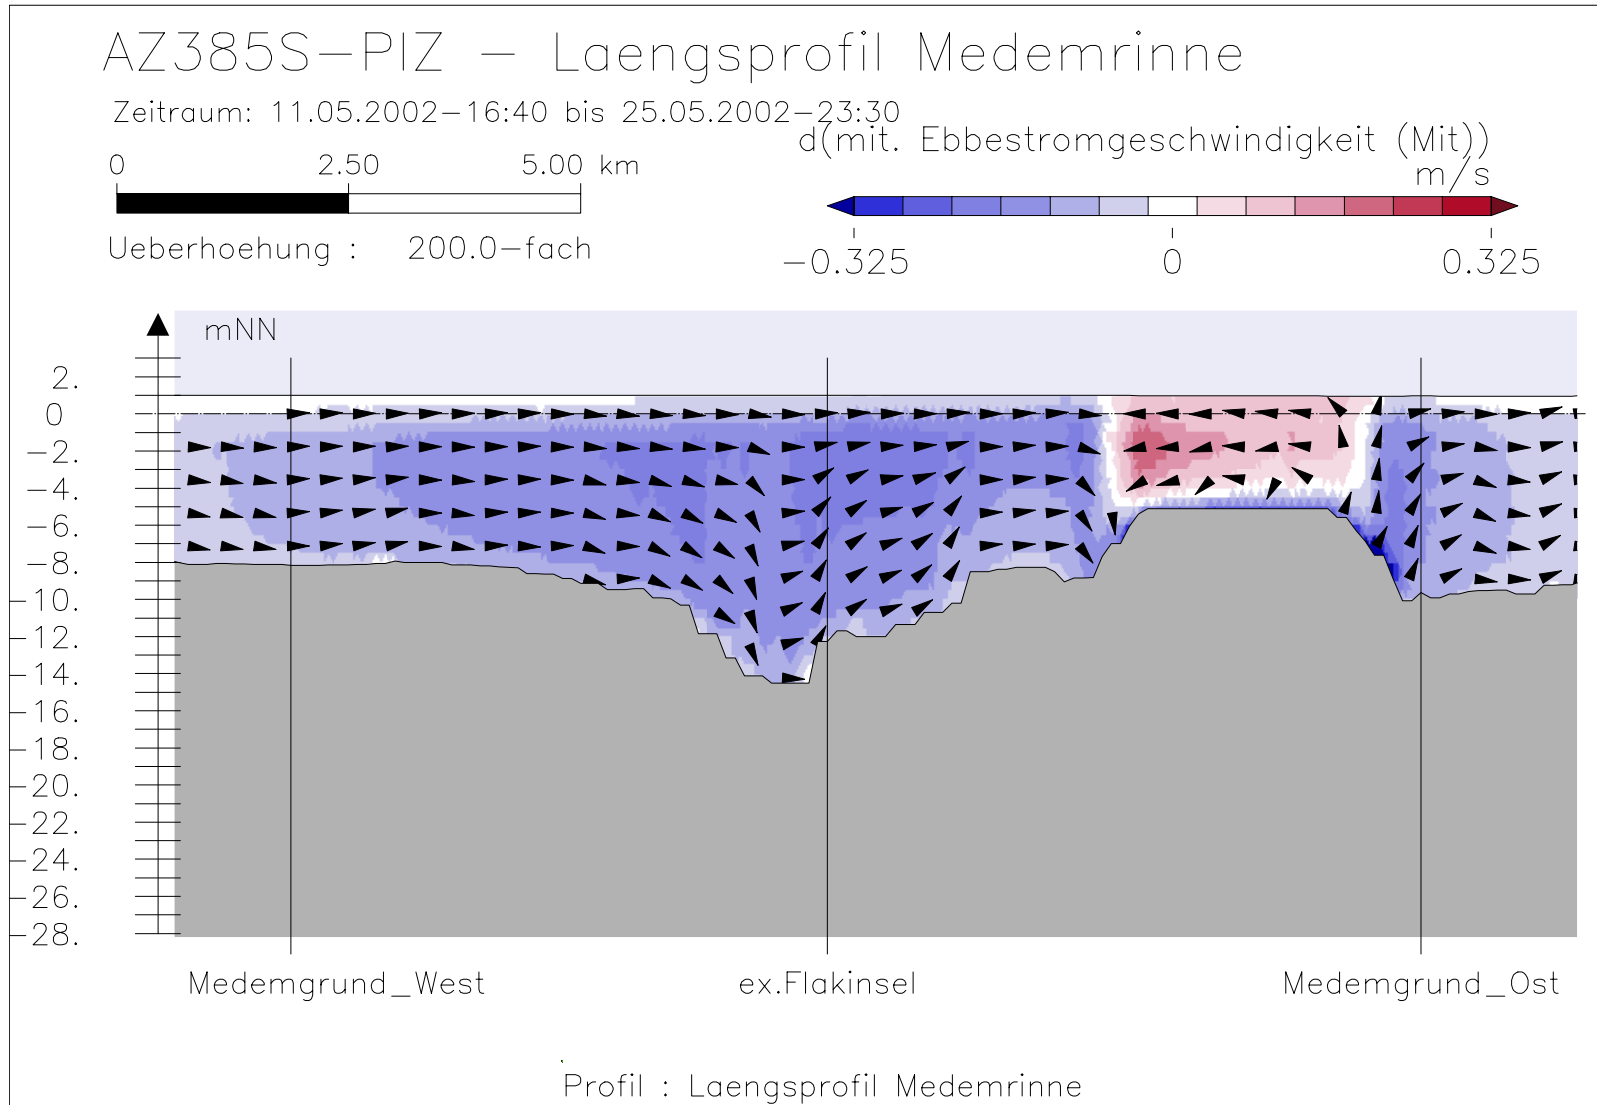 AZ385S-PIZ - Laengsprofil Medemrinne
Zeitraum: 11.05.2002-16:40 bis 25.05.2002-23:30
d(mit. Ebbestromgeschwindigkeit (Mit))
m/s
0 2.50 5.00 km
Ueberhoehung : 200.0-fach
-0.325 0 0.325
mNN
2.
0
-2.
-4.
-6.
-8.
-10.
-12.
-14.
-16.
-18.
-20.
-22.
-24.
-26.
-28.
Medemgrund_West ex.Flakinsel Medemgrund_Ost
Profil : Laengsprofil Medemrinne